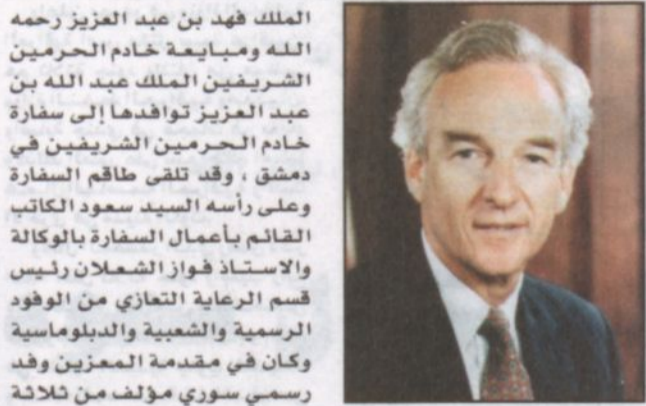 الملك فهد بن عبد العزيز رحمه
الله ومبايعة خادم الحرمين
الشريفين الملك عبد الله بن
عبد العزيز توافدها إلى سفارة
خادم الحرمين الشريفين في
دمشق ، وقد تلقى طاقم السفارة
وعلى رأسه السيد سعود الكاتب
القائم بأعمال السفارة بالوكالة
والاستاذ فواز الشعلان رئيس
قسم الرعاية التعازي من الوفود
الرسمية والشعبية والدبلوماسية
وكان في مقدمة المعزين وفد
رسمي سوري مؤلف من ثلاثة